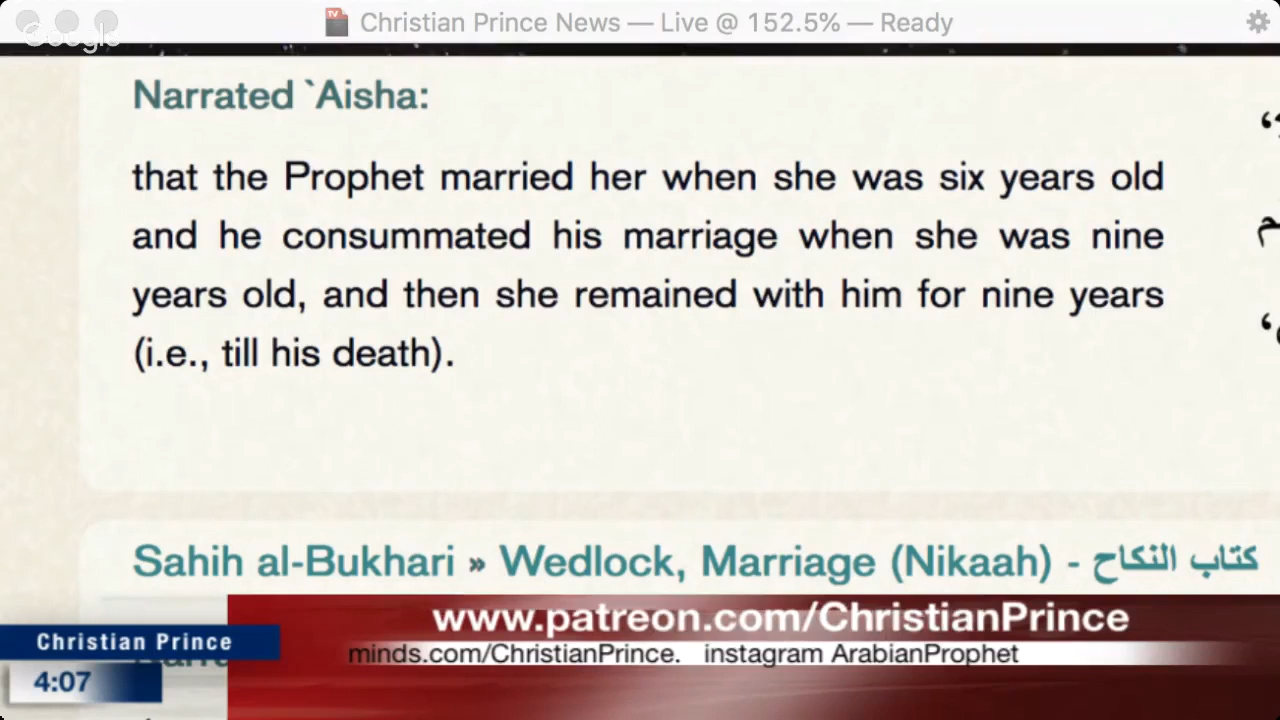 Christian Prince News — Live @ 152.5% — Ready
Google
Narrated `Aisha:
that the Prophet married her when she was six years old
and he consummated his marriage when she was nine
years old, and then she remained with him for nine years
(i.e., till his death).
Sahih al-Bukhari » Wedlock, Marriage (Nikaah) - كتاب النكاح
www.patreon.com/ChristianPrince
Christian Prince
minds.com/ChristianPrince. instagram ArabianProphet
4:07